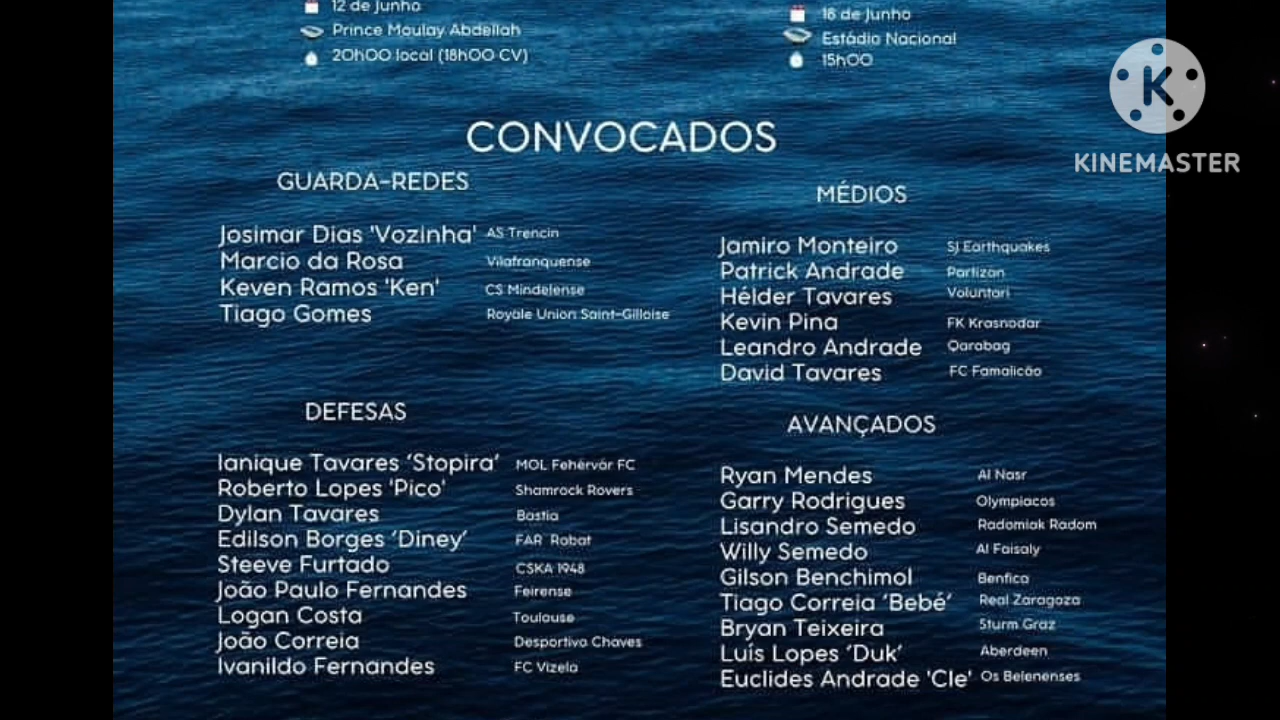 12 de Junho
Prince Moulay Abdellah
20h00 local (18h00 CV)
18 de Junho
Estádio Nacional
15h00
K
KINEMASTER
CONVOCADOS
GUARDA-REDES
Josimar Dias 'Vozinha' AS Trencin
Marcio da Rosa Vilafranquense
Keven Ramos 'Ken' CS Mindelense
Tiago Gomes Royale Union Saint-Gilloise
DEFESAS
Ianique Tavares ‘Stopira’ MOL Fehérvár FC
Roberto Lopes 'Pico' Shamrock Rovers
Dylan Tavares Bastia
Edilson Borges ‘Diney’ FAR Rabat
Steeve Furtado CSKA 1948
João Paulo Fernandes Feirense
Logan Costa Toulouse
João Correia Desportivo Chaves
Ivanildo Fernandes FC Vizela
MÉDIOS
Jamiro Monteiro SJ Earthquakes
Patrick Andrade Partizan
Hélder Tavares Voluntari
Kevin Pina FK Krasnodar
Leandro Andrade Qarabag
David Tavares FC Famalicão
AVANÇADOS
Ryan Mendes Al Nasr
Garry Rodrigues Olympiacos
Lisandro Semedo Radomiak Radom
Willy Semedo Al Faisaly
Gilson Benchimol Benfica
Tiago Correia ‘Bebé’ Real Zaragoza
Bryan Teixeira Sturm Graz
Luís Lopes ‘Duk’ Aberdeen
Euclides Andrade 'Cle' Os Belenenses